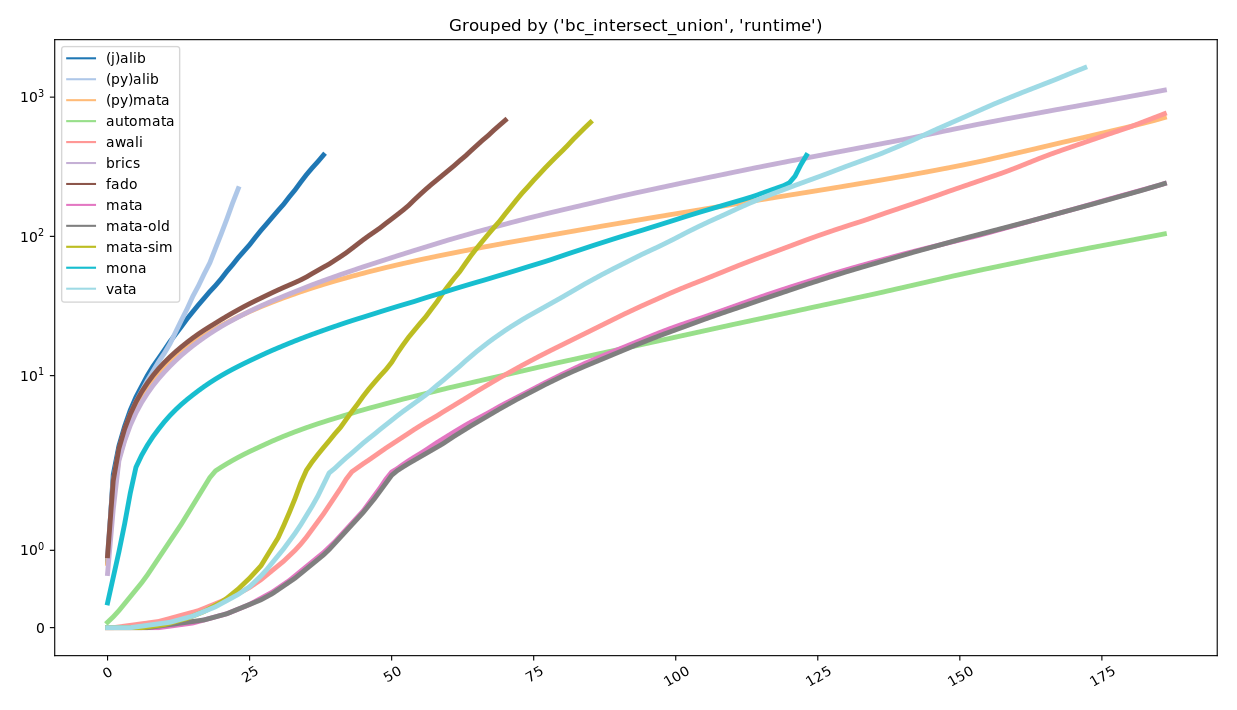 Grouped by ('bc_intersect_union', 'runtime')
(j)alib
(py)alib
(py)mata
automata
awali
brics
fado
mata
mata-old
mata-sim
mona
vata
10³
10²
10¹
10⁰
0
0
25
50
75
100
125
150
175